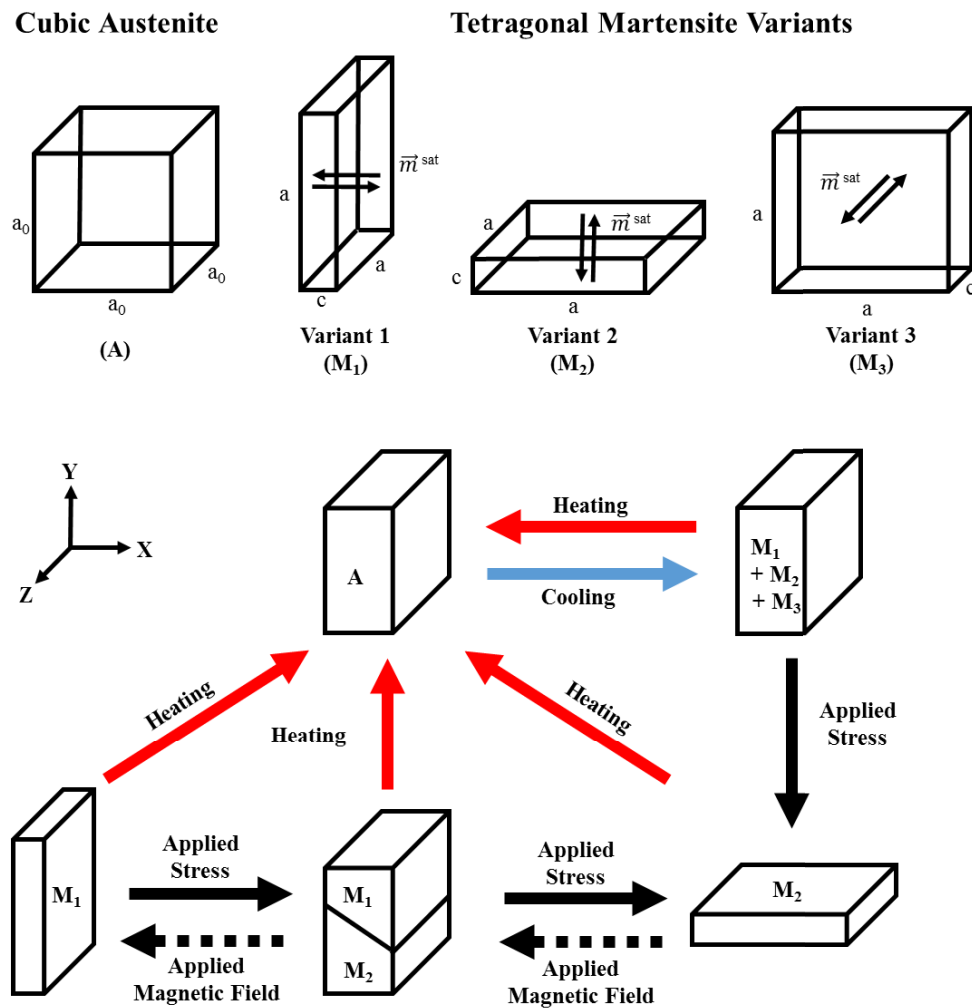 Cubic Austenite
Tetragonal Martensite Variants
a₀
a₀
a₀
(A)
a
c
a
m⃗ sat
Variant 1
(M₁)
a
c
a
m⃗ sat
Variant 2
(M₂)
a
a
c
m⃗ sat
Variant 3
(M₃)
Y
X
Z
A
Heating
Cooling
M₁
+ M₂
+ M₃
Heating
Heating
Heating
Applied
Stress
M₁
Applied
Stress
Applied
Magnetic Field
M₁
M₂
Applied
Stress
Applied
Magnetic Field
M₂